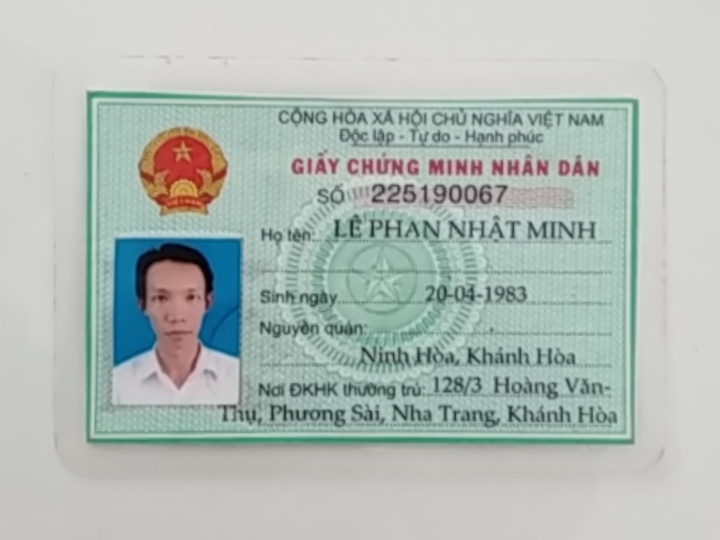 CỘNG HÒA XÃ HỘI CHỦ NGHĨA VIỆT NAM
Độc lập - Tự do - Hạnh phúc
GIẤY CHỨNG MINH NHÂN DÂN
SỐ 225190067
Họ tên: LÊ PHAN NHẬT MINH
Sinh ngày 20-04-1983
Nguyên quán:
Ninh Hòa, Khánh Hòa
Nơi ĐKHK thường trú: 128/3 Hoàng Văn-
Thụ, Phương Sài, Nha Trang, Khánh Hòa
VIỆT NAM